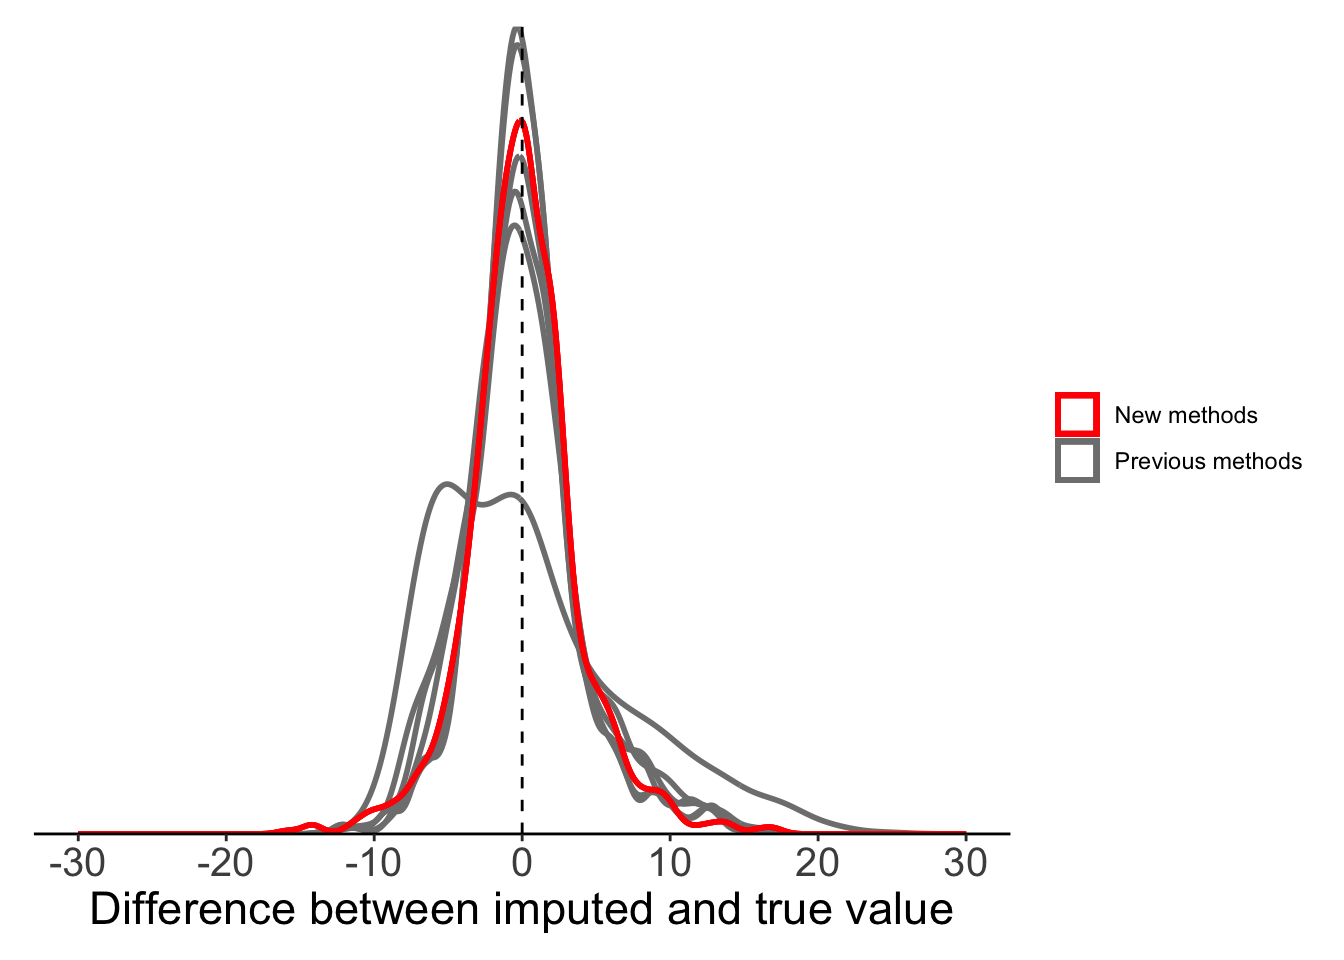 New methods
Previous methods
-30 -20 -10 0 10 20 30
Difference between imputed and true value